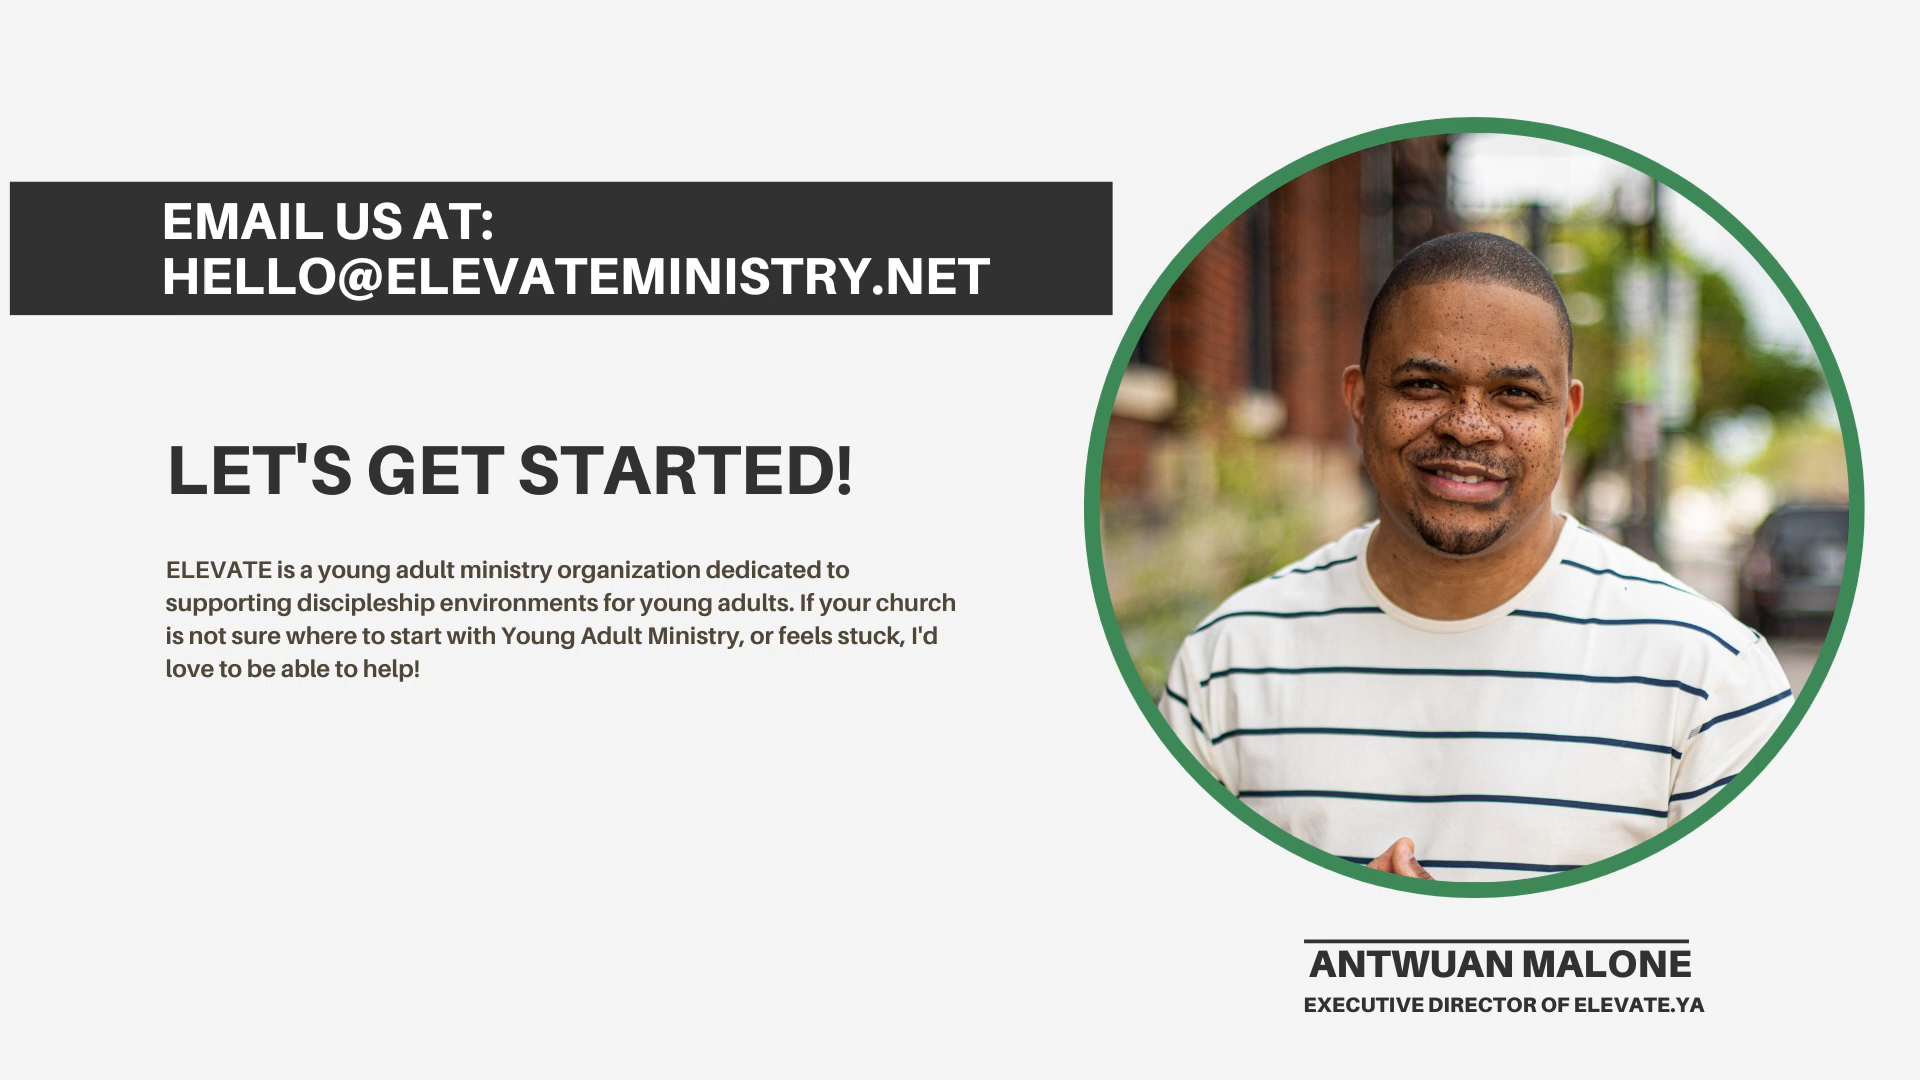 EMAIL US AT:
HELLO@ELEVATEMINISTRY.NET
LET'S GET STARTED!
ELEVATE is a young adult ministry organization dedicated to
supporting discipleship environments for young adults. If your church
is not sure where to start with Young Adult Ministry, or feels stuck, I'd
love to be able to help!
ANTWUAN MALONE
EXECUTIVE DIRECTOR OF ELEVATE.YA